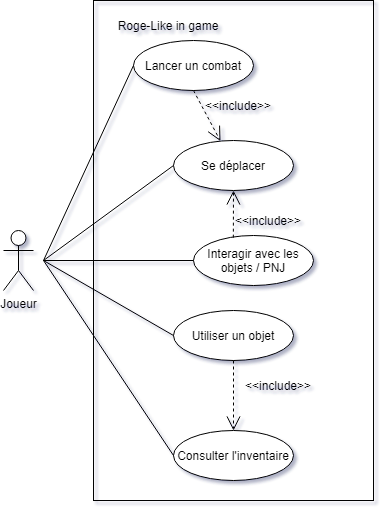 Roge-Like in game
Lancer un combat
<<include>>
Se déplacer
<<include>>
Interagir avec les
objets / PNJ
Joueur
Utiliser un objet
<<include>>
Consulter l'inventaire